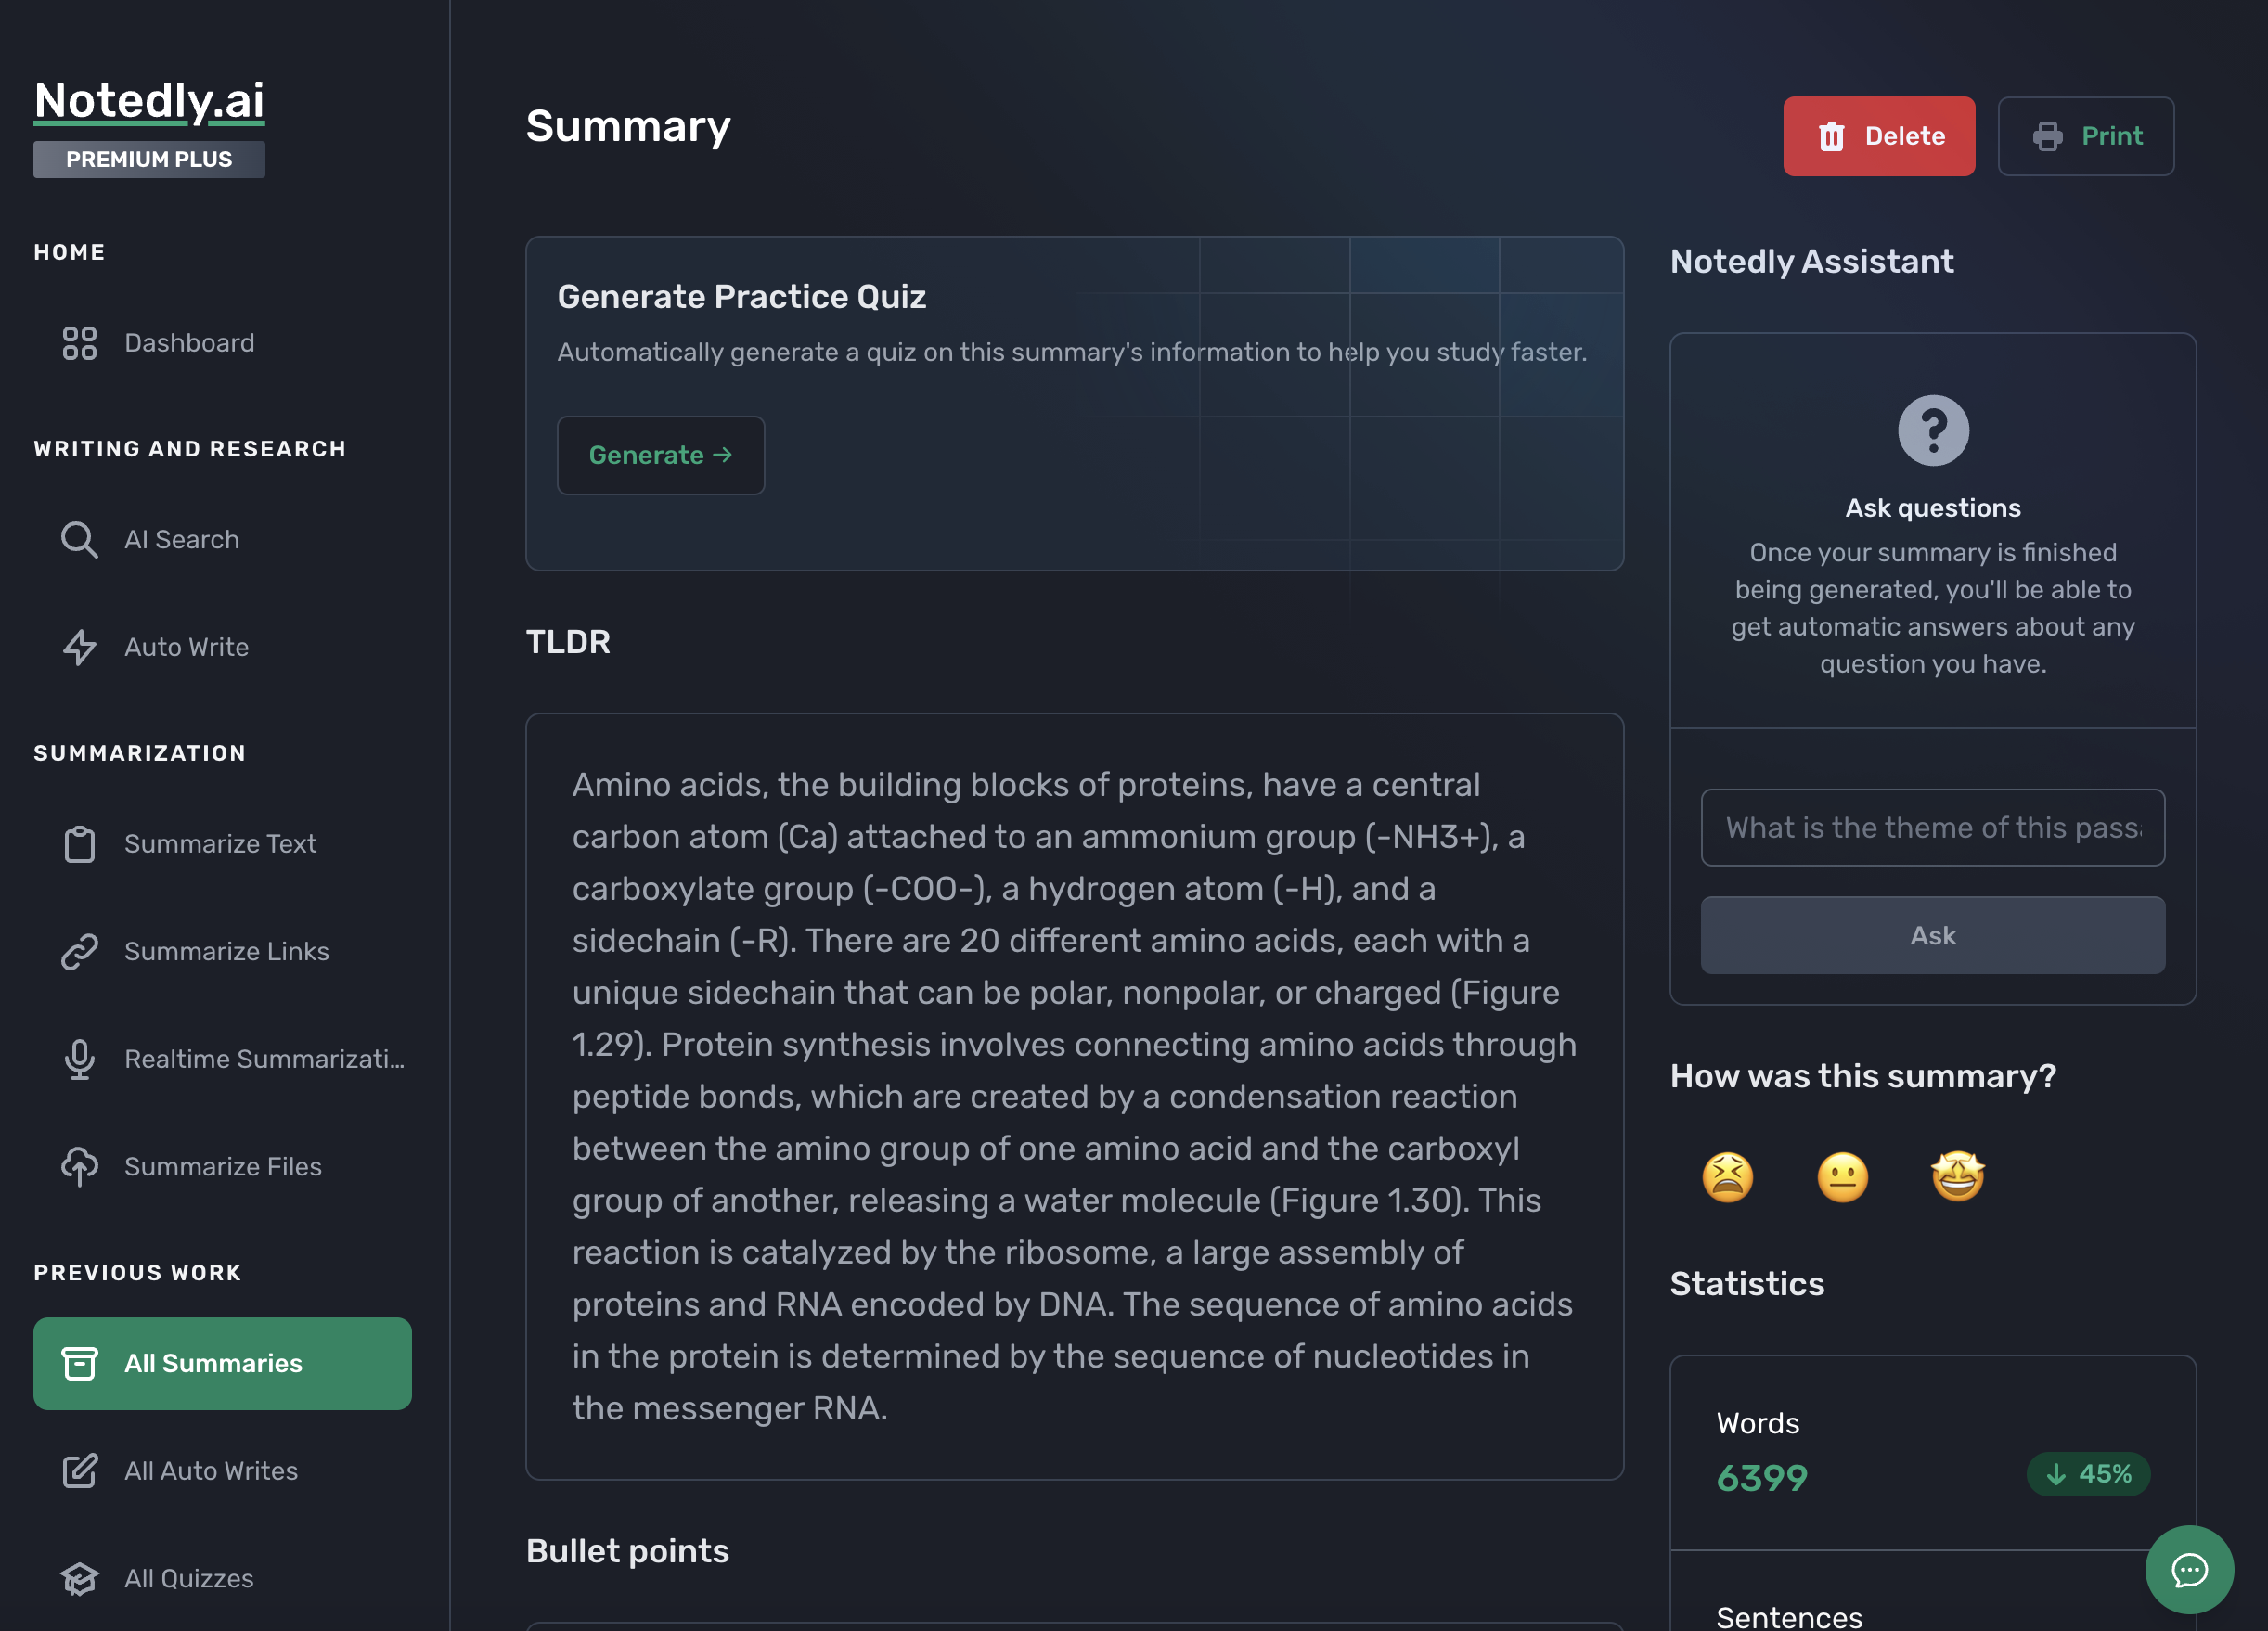 Notedly.ai
PREMIUM PLUS
HOME
Dashboard
WRITING AND RESEARCH
AI Search
Auto Write
SUMMARIZATION
Summarize Text
Summarize Links
Realtime Summarizati...
Summarize Files
PREVIOUS WORK
All Summaries
All Auto Writes
All Quizzes
Summary
Delete
Print
Generate Practice Quiz
Automatically generate a quiz on this summary's information to help you study faster.
Generate →
TLDR
Amino acids, the building blocks of proteins, have a central
carbon atom (Ca) attached to an ammonium group (-NH3+), a
carboxylate group (-COO-), a hydrogen atom (-H), and a
sidechain (-R). There are 20 different amino acids, each with a
unique sidechain that can be polar, nonpolar, or charged (Figure
1.29). Protein synthesis involves connecting amino acids through
peptide bonds, which are created by a condensation reaction
between the amino group of one amino acid and the carboxyl
group of another, releasing a water molecule (Figure 1.30). This
reaction is catalyzed by the ribosome, a large assembly of
proteins and RNA encoded by DNA. The sequence of amino acids
in the protein is determined by the sequence of nucleotides in
the messenger RNA.
Bullet points
Notedly Assistant
Ask questions
Once your summary is finished
being generated, you'll be able to
get automatic answers about any
question you have.
What is the theme of this pass
Ask
How was this summary?
Statistics
Words
6399
↓ 45%
Sentences